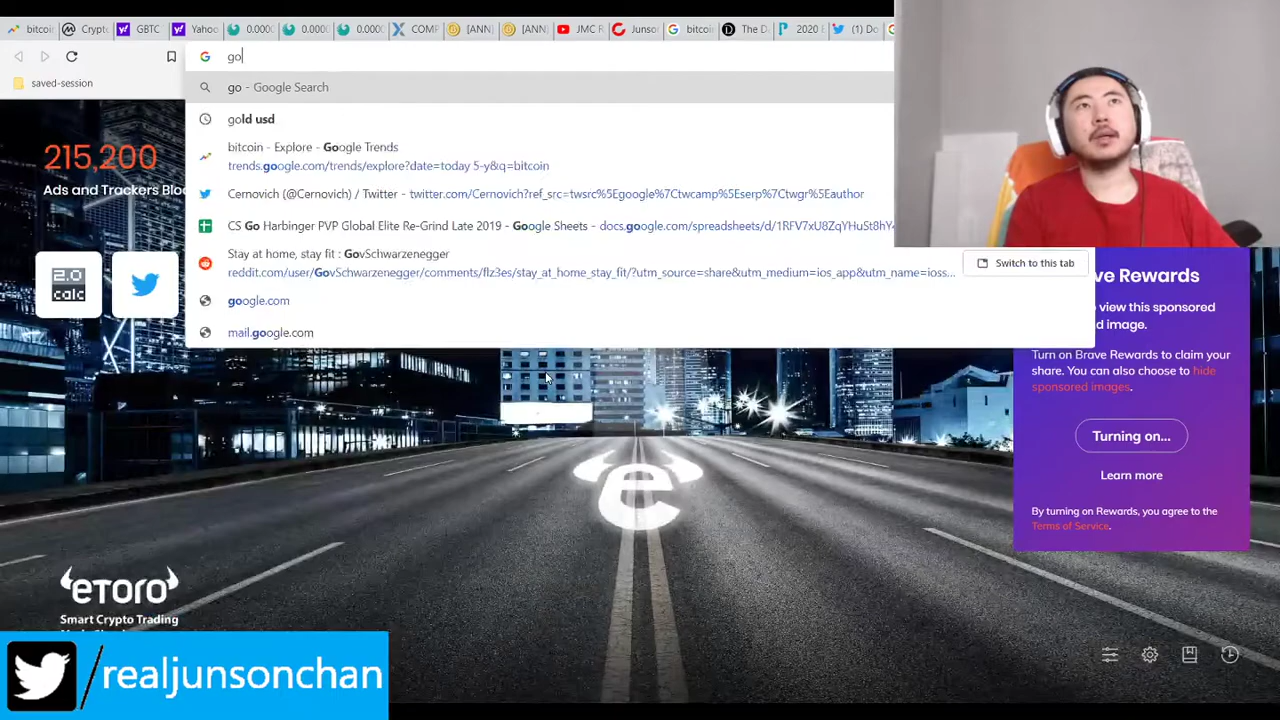 bitcoin
Crypto
GBTC
Yahoo
0.000
0.000
0.000
COMP
[ANN]
[ANN]
JMC R
Junso
bitcoin
The D
2020 E
(1) Do
go
saved-session
go - Google Search
gold usd
bitcoin - Explore - Google Trends
trends.google.com/trends/explore?date=today 5-y&q=bitcoin
Cernovich (@Cernovich) / Twitter - twitter.com/Cernovich?ref_src=twsrc%5Egoogle%7Ctwcamp%5Eserp%7Ctwgr%5Eauthor
CS Go Harbinger PVP Global Elite Re-Grind Late 2019 - Google Sheets - docs.google.com/spreadsheets/d/1RFV7xU8ZqYHuSt8hY
Stay at home, stay fit : GovSchwarzenegger
reddit.com/user/GovSchwarzenegger/comments/flz3es/stay_at_home_stay_fit/?utm_source=share&utm_medium=ios_app&utm_name=ioss...
Switch to this tab
google.com
mail.google.com
215,200
Ads and Trackers Bloc
2.0
calc
ve Rewards
view this sponsored
d image.
Turn on Brave Rewards to claim your
share. You can also choose to hide
sponsored images.
Turning on...
Learn more
By turning on Rewards, you agree to the
Terms of Service.
e
eToro
Smart Crypto Trading
/realjunsonchan